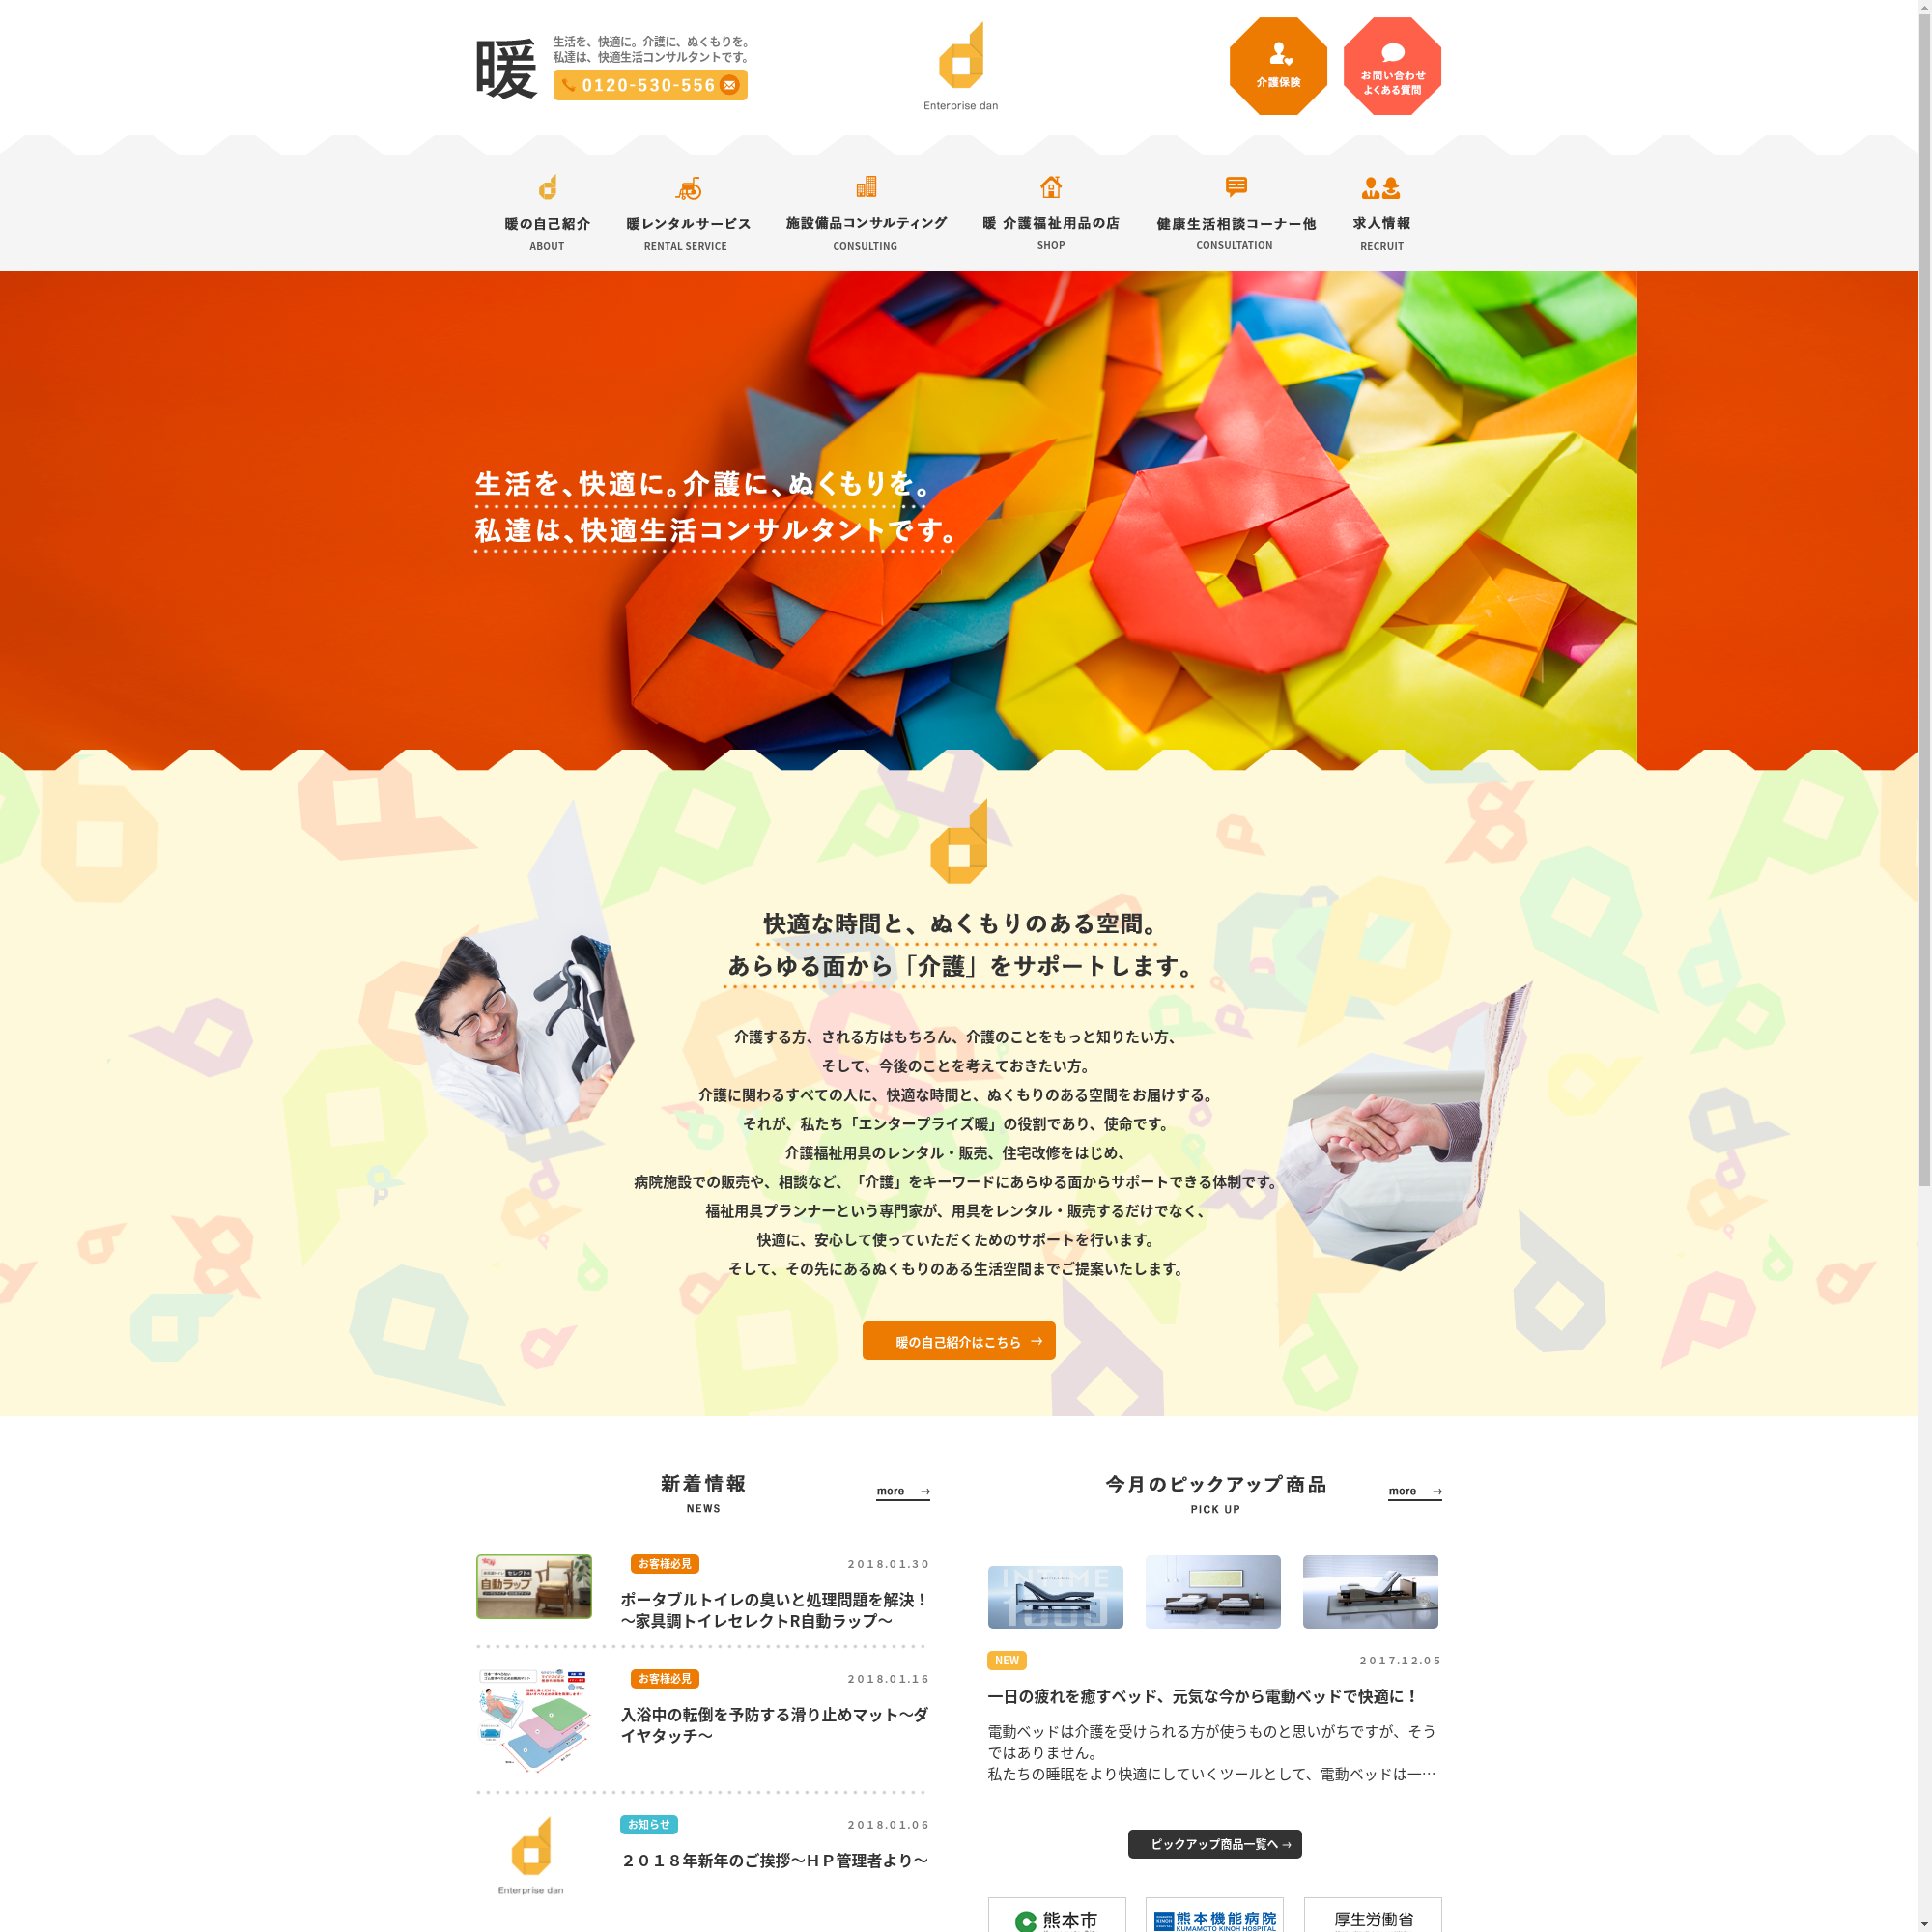 暖
生活を、快適に。介護に、ぬくもりを。
私達は、快適生活コンサルタントです。
0120-530-556
Enterprise dan
介護保険
お問い合わせ
よくある質問
暖の自己紹介
ABOUT
暖レンタルサービス
RENTAL SERVICE
施設備品コンサルティング
CONSULTING
暖 介護福祉用品の店
SHOP
健康生活相談コーナー他
CONSULTATION
求人情報
RECRUIT
生活を、快適に。介護に、ぬくもりを。
私達は、快適生活コンサルタントです。
快適な時間と、ぬくもりのある空間。
あらゆる面から「介護」をサポートします。
介護する方、される方はもちろん、介護のことをもっと知りたい方、
そして、今後のことを考えておきたい方。
介護に関わるすべての人に、快適な時間と、ぬくもりのある空間をお届けする。
それが、私たち「エンタープライズ暖」の役割であり、使命です。
介護福祉用具のレンタル・販売、住宅改修をはじめ、
病院施設での販売や、相談など、「介護」をキーワードにあらゆる面からサポートできる体制です。
福祉用具プランナーという専門家が、用具をレンタル・販売するだけでなく、
快適に、安心して使っていただくためのサポートを行います。
そして、その先にあるぬくもりのある生活空間までご提案いたします。
暖の自己紹介はこちら →
新着情報
NEWS
more →
お客様必見
2018.01.30
セレクトR
自動ラップ
ポータブルトイレの臭いと処理問題を解決！
～家具調トイレセレクトR自動ラップ～
お客様必見
2018.01.16
入浴中の転倒を予防する滑り止めマット～ダ
イヤタッチ～
お知らせ
2018.01.06
Enterprise dan
２０１８年新年のご挨拶～ＨＰ管理者より～
今月のピックアップ商品
PICK UP
more →
INTIME
1000
NEW
2017.12.05
一日の疲れを癒すベッド、元気な今から電動ベッドで快適に！
電動ベッドは介護を受けられる方が使うものと思いがちですが、そう
ではありません。
私たちの睡眠をより快適にしていくツールとして、電動ベッドは一…
ピックアップ商品一覧へ →
熊本市
熊本機能病院
KUMAMOTO KINOH HOSPITAL
厚生労働省